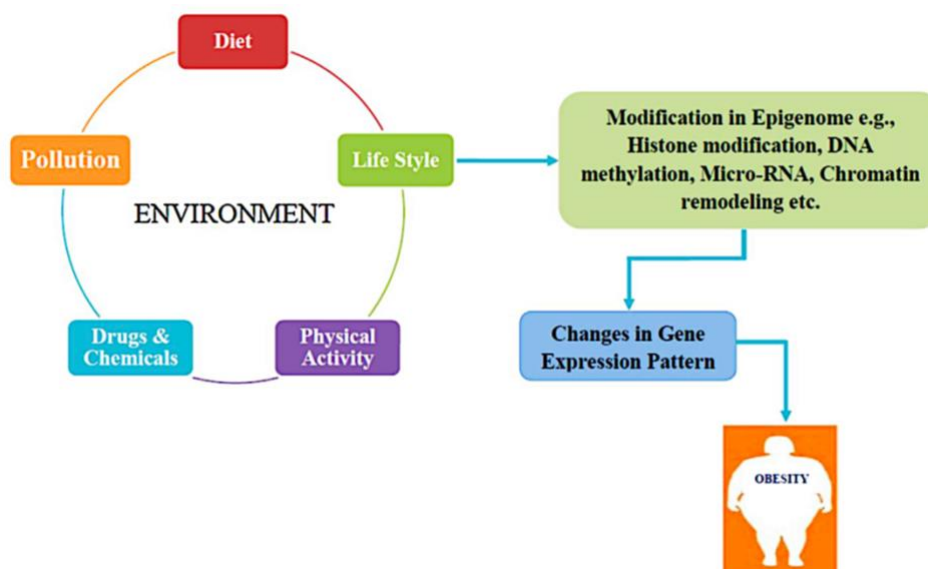 Diet
Pollution
Life Style
ENVIRONMENT
Drugs &
Chemicals
Physical
Activity
Modification in Epigenome e.g.,
Histone modification, DNA
methylation, Micro-RNA, Chromatin
remodeling etc.
Changes in Gene
Expression Pattern
OBESITY